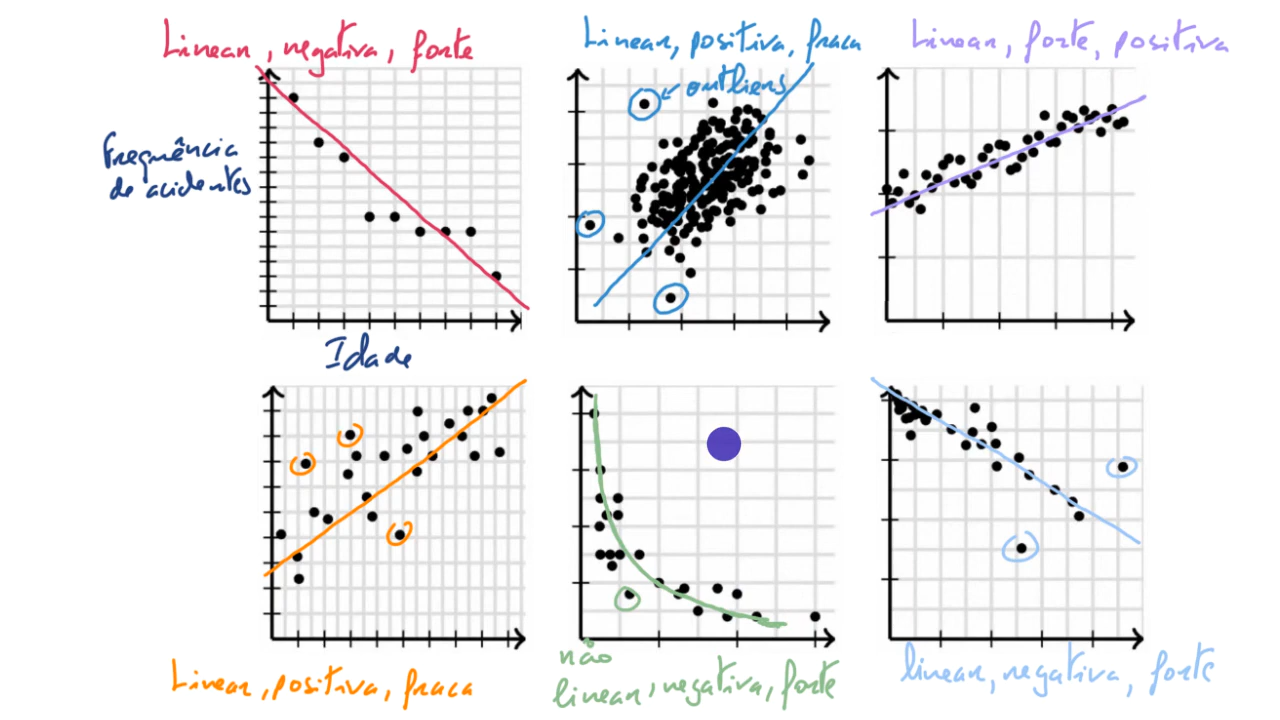 Linear, negativa, forte
Linear, positiva, fraca
Linear, forte, positiva
outliers
Frequência
de acidentes
Idade
Linear, positiva, fraca
não
linear, negativa, forte
linear, negativa, forte